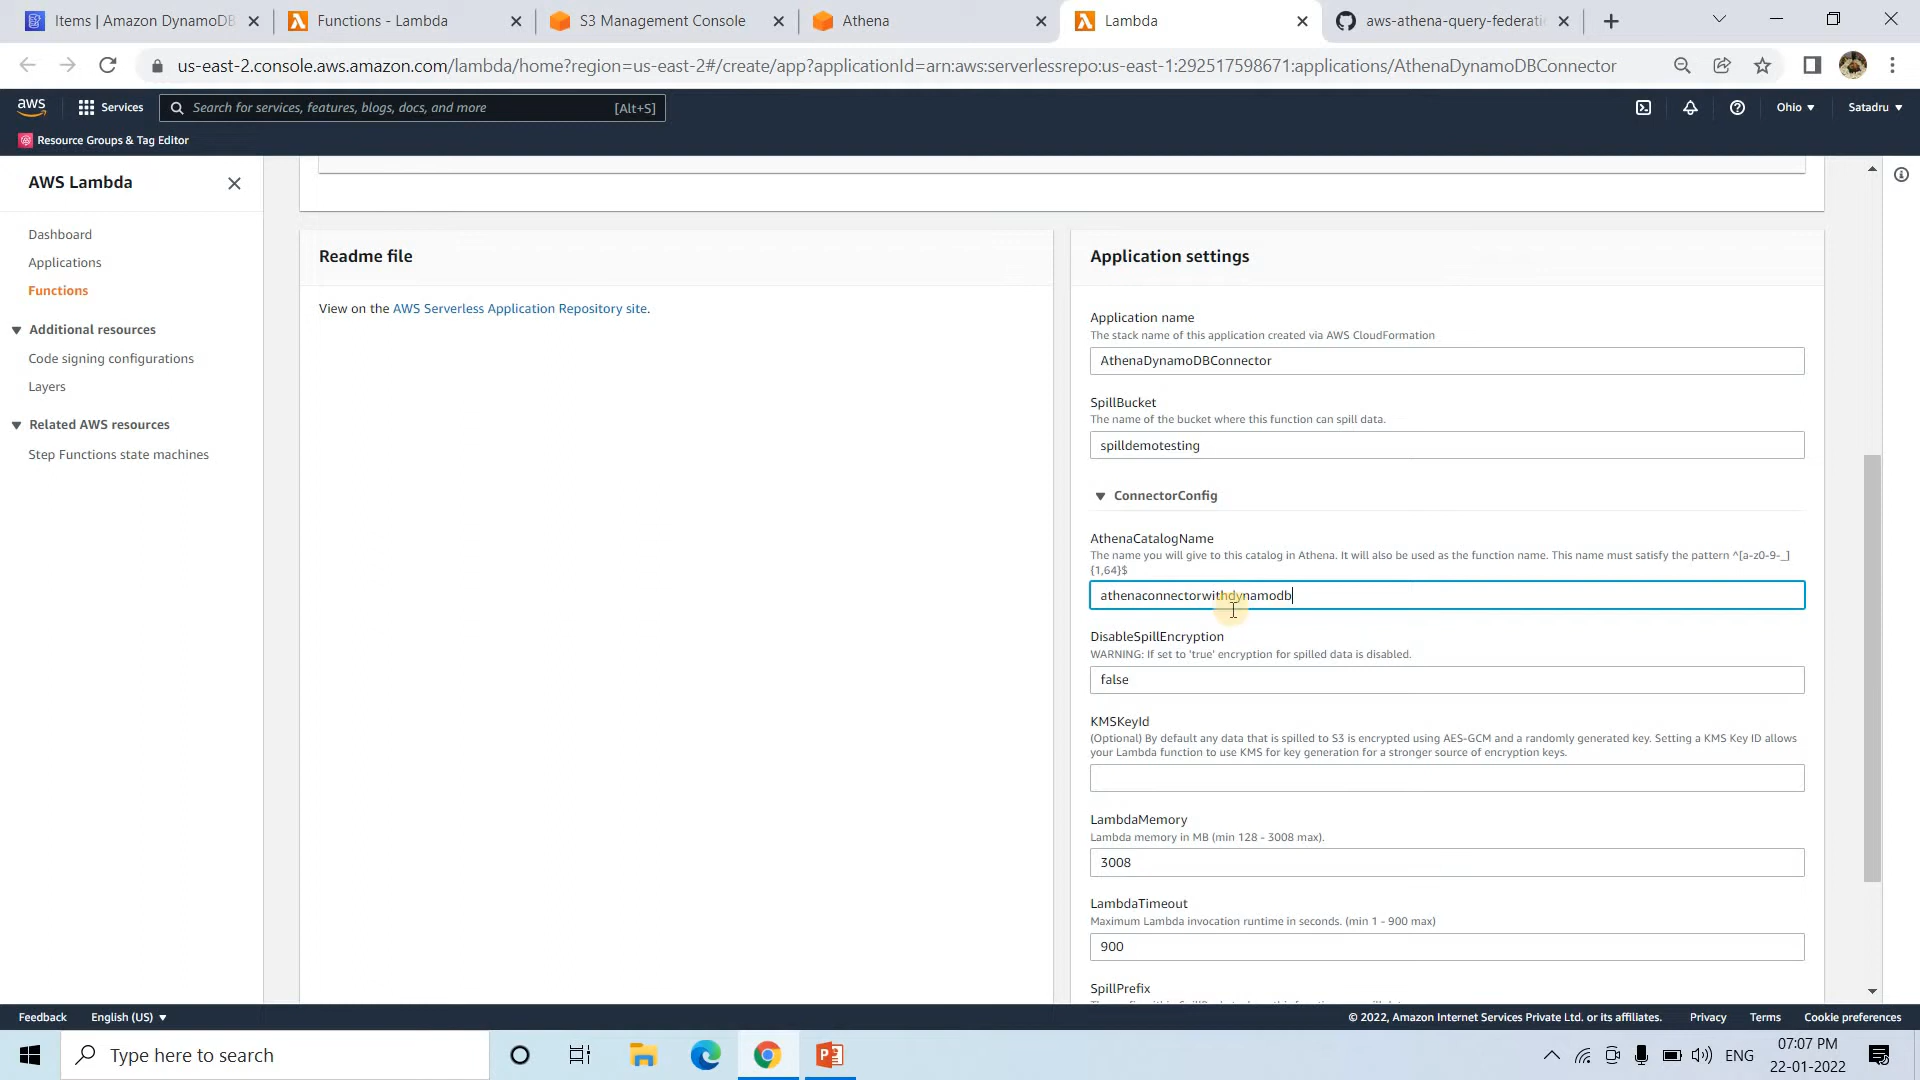 Items | Amazon DynamoDB
Functions - Lambda
S3 Management Console
Athena
Lambda
aws-athena-query-federati
us-east-2.console.aws.amazon.com/lambda/home?region=us-east-2#/create/app?applicationId=arn:aws:serverlessrepo:us-east-1:292517598671:applications/AthenaDynamoDBConnector
aws
Services
Search for services, features, blogs, docs, and more
[Alt+S]
Ohio
Satadru
Resource Groups & Tag Editor
AWS Lambda
Dashboard
Applications
Functions
Additional resources
Code signing configurations
Layers
Related AWS resources
Step Functions state machines
Readme file
View on the AWS Serverless Application Repository site.
Application settings
Application name
The stack name of this application created via AWS CloudFormation
AthenaDynamoDBConnector
SpillBucket
The name of the bucket where this function can spill data.
spilldemotesting
ConnectorConfig
AthenaCatalogName
The name you will give to this catalog in Athena. It will also be used as the function name. This name must satisfy the pattern ^[a-z0-9-_]
{1,64}$
athenaconnectorwithdynamodb
DisableSpillEncryption
WARNING: If set to 'true' encryption for spilled data is disabled.
false
KMSKeyId
(Optional) By default any data that is spilled to S3 is encrypted using AES-GCM and a randomly generated key. Setting a KMS Key ID allows
your Lambda function to use KMS for key generation for a stronger source of encryption keys.
LambdaMemory
Lambda memory in MB (min 128 - 3008 max).
3008
LambdaTimeout
Maximum Lambda invocation runtime in seconds. (min 1 - 900 max)
900
SpillPrefix
Feedback
English (US)
© 2022, Amazon Internet Services Private Ltd. or its affiliates.
Privacy
Terms
Cookie preferences
Type here to search
ENG
07:07 PM
22-01-2022